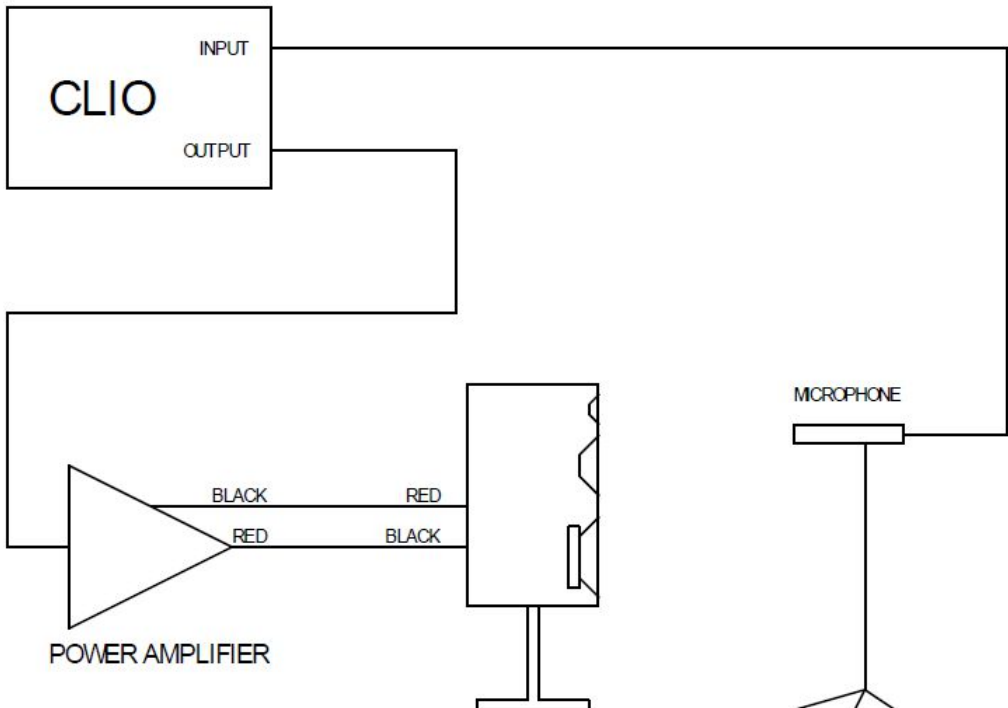 INPUT
CLIO
OUTPUT
MICROPHONE
BLACK RED
RED BLACK
POWER AMPLIFIER